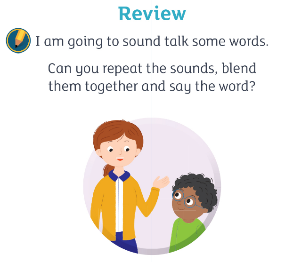 Review
I am going to sound talk some words.
Can you repeat the sounds, blend
them together and say the word?